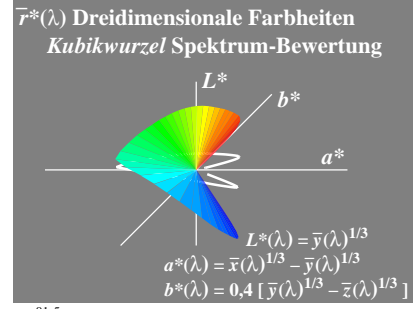 r̅*(λ) Dreidimensionale Farbheiten
Kubikwurzel Spektrum-Bewertung
L*
b*
a*
L*(λ) = y̅(λ)^1/3
a*(λ) = x̅(λ)^1/3 – y̅(λ)^1/3
b*(λ) = 0,4 [ y̅(λ)^1/3 – z̅(λ)^1/3 ]